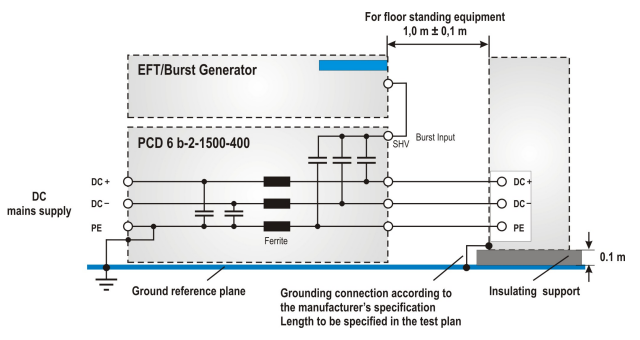 For floor standing equipment
1,0 m ± 0,1 m
EFT/Burst Generator
PCD 6 b-2-1500-400
SHV
Burst Input
DC
mains supply
DC +
DC –
PE
DC +
DC –
PE
Ferrite
0.1 m
Ground reference plane
Grounding connection according to
the manufacturer's specification
Length to be specified in the test plan
Insulating support